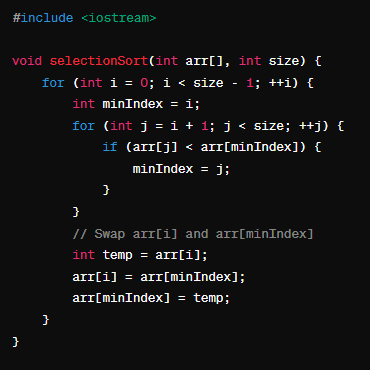 #include <iostream>

void selectionSort(int arr[], int size) {
    for (int i = 0; i < size - 1; ++i) {
        int minIndex = i;
        for (int j = i + 1; j < size; ++j) {
            if (arr[j] < arr[minIndex]) {
                minIndex = j;
            }
        }
        // Swap arr[i] and arr[minIndex]
        int temp = arr[i];
        arr[i] = arr[minIndex];
        arr[minIndex] = temp;
    }
}